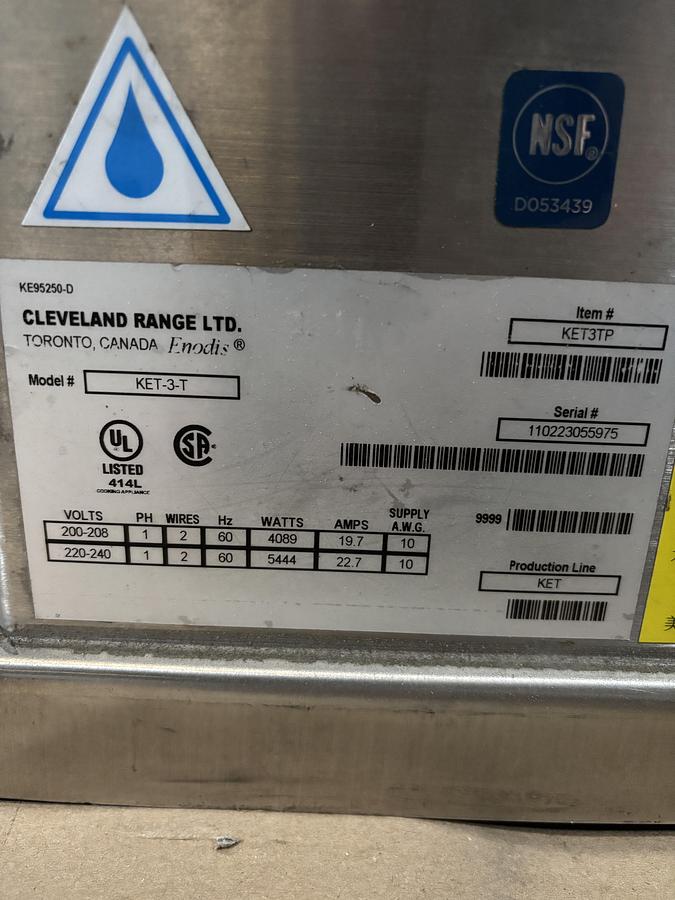 NSF®
D053439
KE95250-D
CLEVELAND RANGE LTD.
TORONTO, CANADA Enodis®
Model # KET-3-T
Item #
KET3TP
Serial #
110223055975
UL
LISTED
414L
COOKING APPLIANCE
SA
VOLTS PH WIRES Hz WATTS AMPS SUPPLY A.W.G.
200-208 1 2 60 4089 19.7 10
220-240 1 2 60 5444 22.7 10
9999
Production Line
KET
美